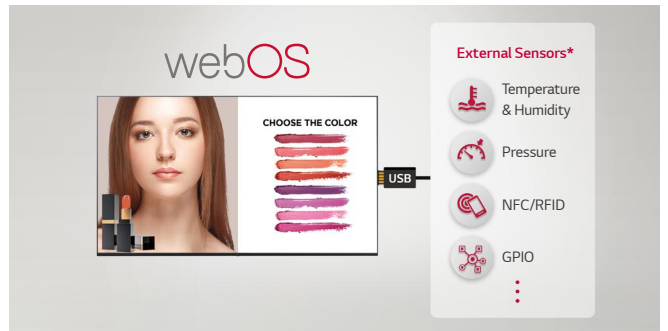 webOS
CHOOSE THE COLOR
USB
External Sensors*
Temperature
& Humidity
Pressure
NFC/RFID
GPIO